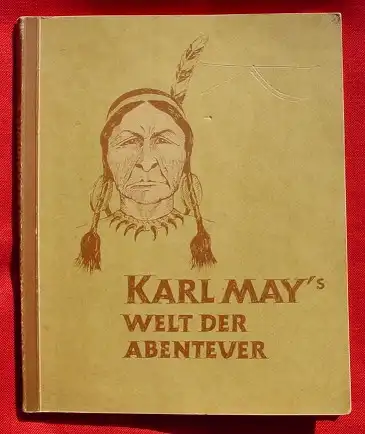 KARL MAY's
WELT DER
ABENTEUER